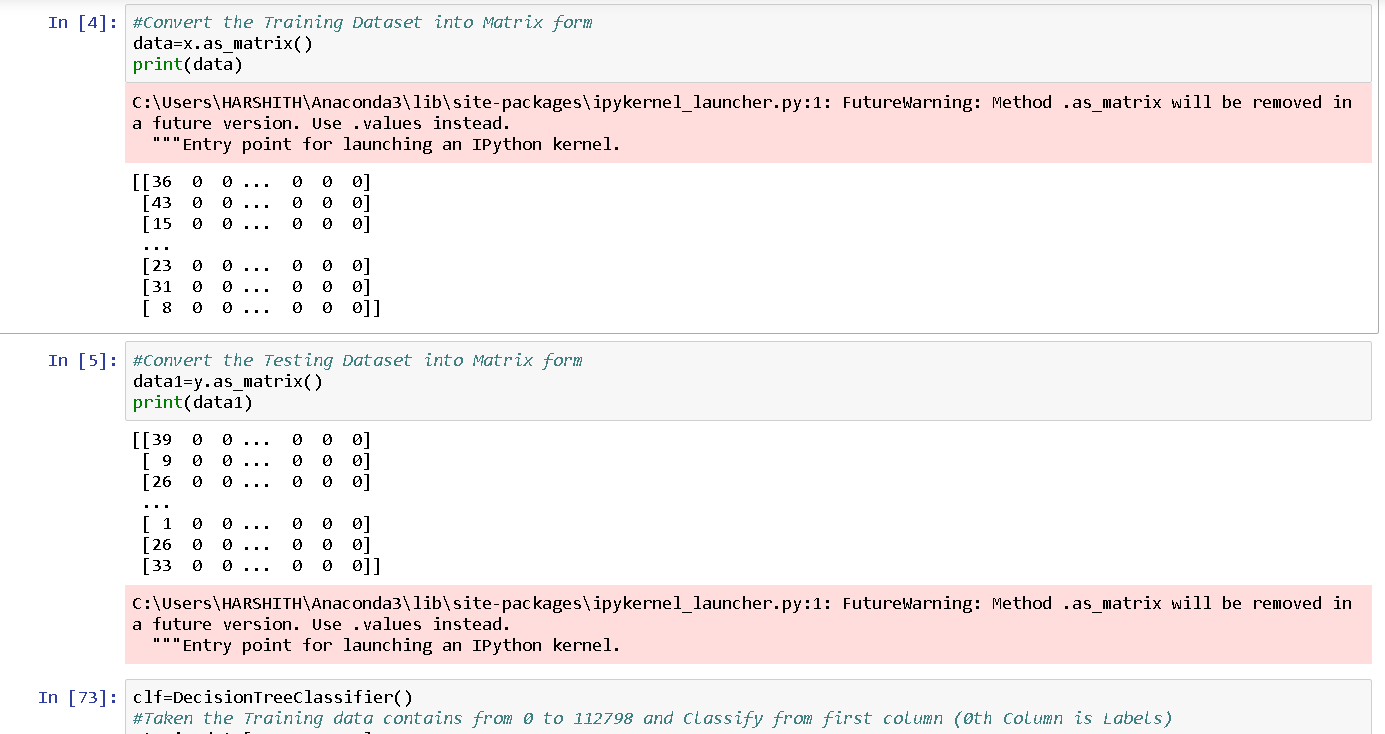 In [4]: #Convert the Training Dataset into Matrix form
data=x.as_matrix()
print(data)
C:\Users\HARSHITH\Anaconda3\lib\site-packages\ipykernel_launcher.py:1: FutureWarning: Method .as_matrix will be removed in
a future version. Use .values instead.
  """Entry point for launching an IPython kernel.
[[36  0  0 ...  0  0  0]
 [43  0  0 ...  0  0  0]
 [15  0  0 ...  0  0  0]
 ...
 [23  0  0 ...  0  0  0]
 [31  0  0 ...  0  0  0]
 [ 8  0  0 ...  0  0  0]]
In [5]: #Convert the Testing Dataset into Matrix form
data1=y.as_matrix()
print(data1)
[[39  0  0 ...  0  0  0]
 [ 9  0  0 ...  0  0  0]
 [26  0  0 ...  0  0  0]
 ...
 [ 1  0  0 ...  0  0  0]
 [26  0  0 ...  0  0  0]
 [33  0  0 ...  0  0  0]]
C:\Users\HARSHITH\Anaconda3\lib\site-packages\ipykernel_launcher.py:1: FutureWarning: Method .as_matrix will be removed in
a future version. Use .values instead.
  """Entry point for launching an IPython kernel.
In [73]: clf=DecisionTreeClassifier()
#Taken the Training data contains from 0 to 112798 and Classify from first column (0th Column is Labels)